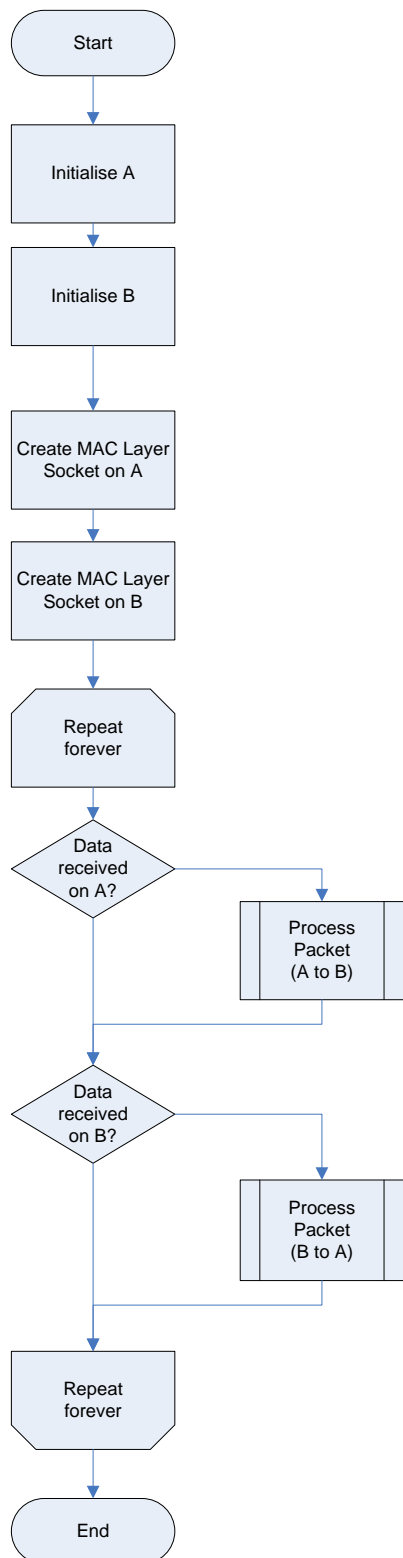 Start
Initialise A
Initialise B
Create MAC Layer
Socket on A
Create MAC Layer
Socket on B
Repeat
forever
Data
received
on A?
Process
Packet
(A to B)
Data
received
on B?
Process
Packet
(B to A)
Repeat
forever
End